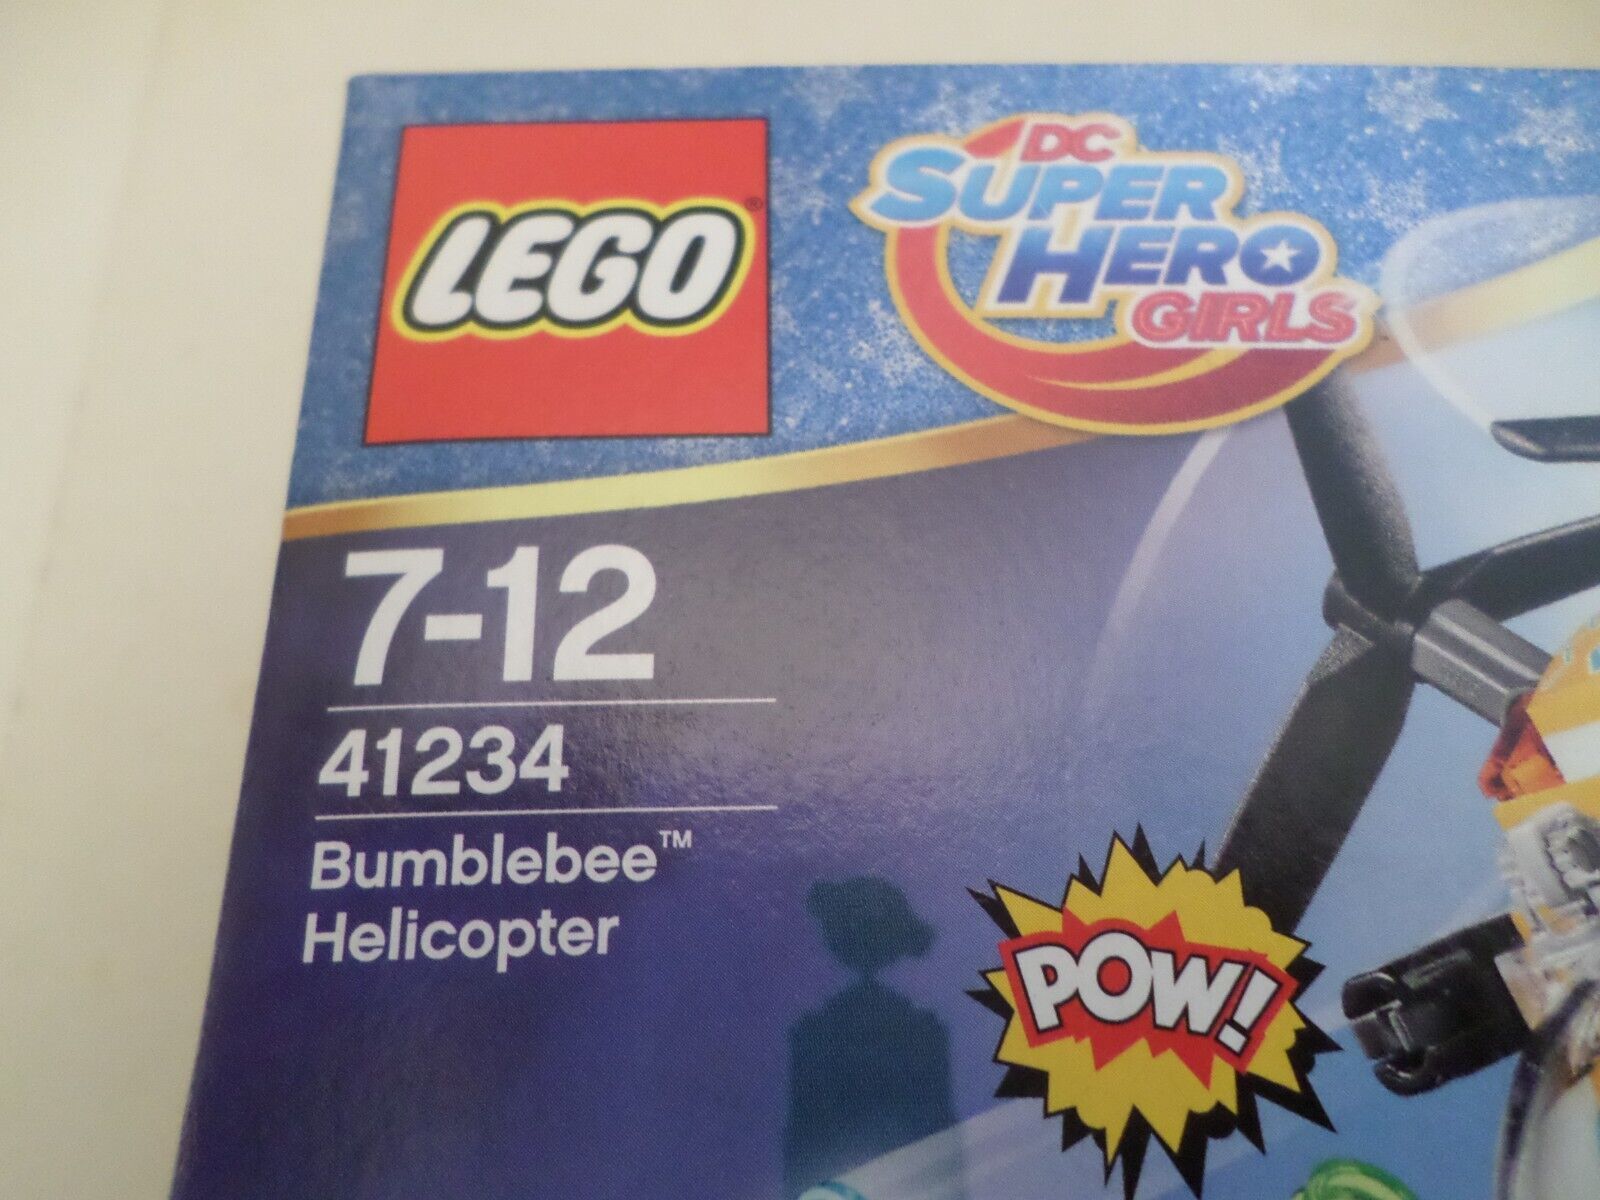 LEGO®
DC
SUPER
HERO
GIRLS
7-12
41234
Bumblebee™
Helicopter
POW!